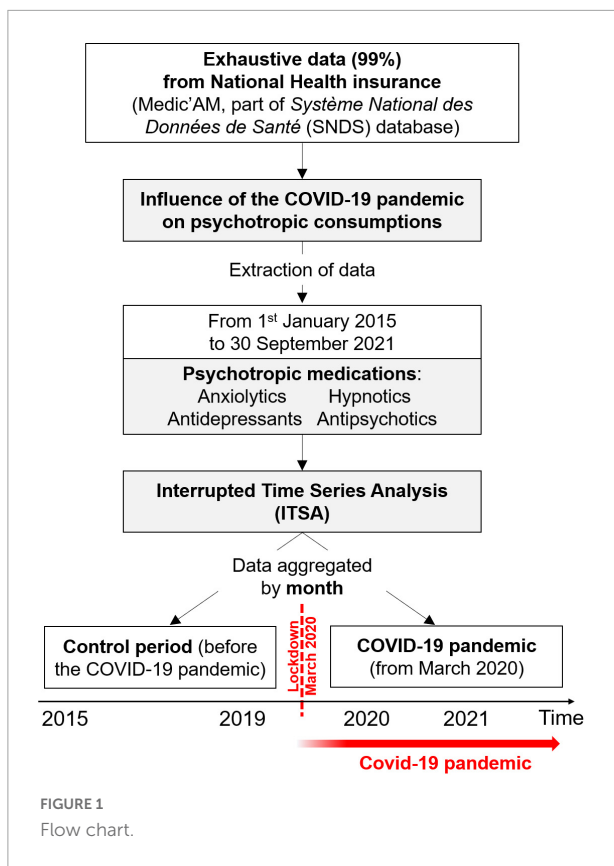 Exhaustive data (99%)
from National Health insurance
(Medic'AM, part of Système National des
Données de Santé (SNDS) database)
Influence of the COVID-19 pandemic
on psychotropic consumptions
Extraction of data
From 1st January 2015
to 30 September 2021
Psychotropic medications:
Anxiolytics Hypnotics
Antidepressants Antipsychotics
Interrupted Time Series Analysis
(ITSA)
Data aggregated
by month
Control period (before
the COVID-19 pandemic)
Lockdown
March 2020
COVID-19 pandemic
(from March 2020)
2015 2019 2020 2021 Time
Covid-19 pandemic
FIGURE 1
Flow chart.